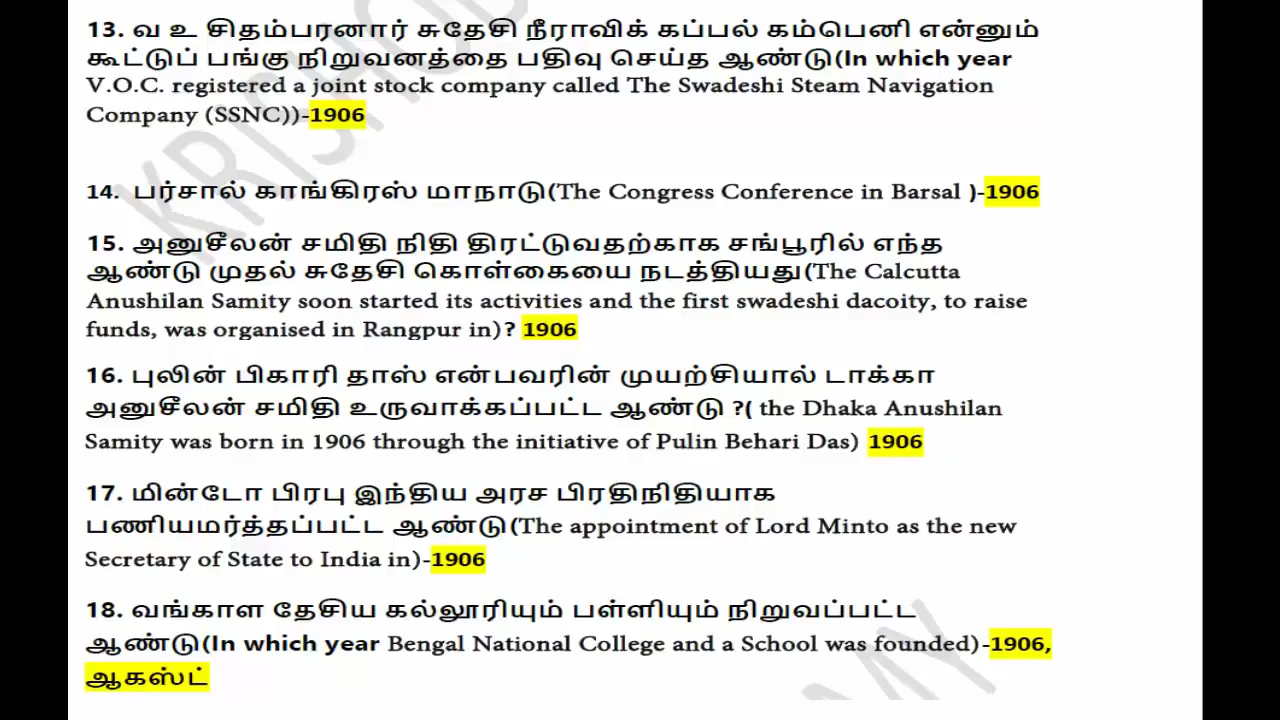 13. வ உ சிதம்பரனார் சுதேசி நீராவிக் கப்பல் கம்பெனி என்னும்
கூட்டுப் பங்கு நிறுவனத்தை பதிவு செய்த ஆண்டு(In which year
V.O.C. registered a joint stock company called The Swadeshi Steam Navigation
Company (SSNC))-1906
14. பர்சால் காங்கிரஸ் மாநாடு(The Congress Conference in Barsal )-1906
15. அனுசீலன் சமிதி நிதி திரட்டுவதற்காக சங்பூரில் எந்த
ஆண்டு முதல் சுதேசி கொள்கையை நடத்தியது(The Calcutta
Anushilan Samity soon started its activities and the first swadeshi dacoity, to raise
funds, was organised in Rangpur in)? 1906
16. புலின் பிகாரி தாஸ் என்பவரின் முயற்சியால் டாக்கா
அனுசீலன் சமிதி உருவாக்கப்பட்ட ஆண்டு ?( the Dhaka Anushilan
Samity was born in 1906 through the initiative of Pulin Behari Das) 1906
17. மின்டோ பிரபு இந்திய அரச பிரதிநிதியாக
பணியமர்த்தப்பட்ட ஆண்டு(The appointment of Lord Minto as the new
Secretary of State to India in)-1906
18. வங்காள தேசிய கல்லூரியும் பள்ளியும் நிறுவப்பட்ட
ஆண்டு(In which year Bengal National College and a School was founded)-1906,
ஆகஸ்ட்